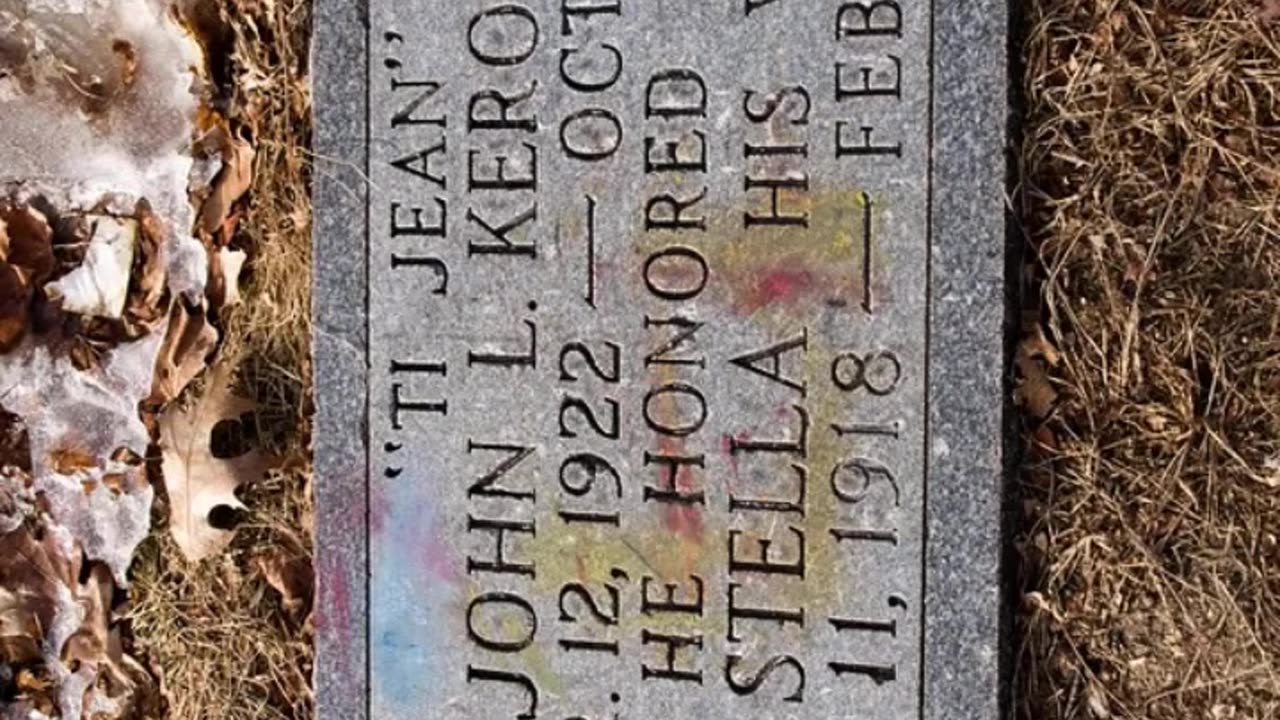 "TI JEAN"
JOHN L. KERO
. 12, 1922 — OCT
HE HONORED
STELLA HIS
11, 1918 — FEB